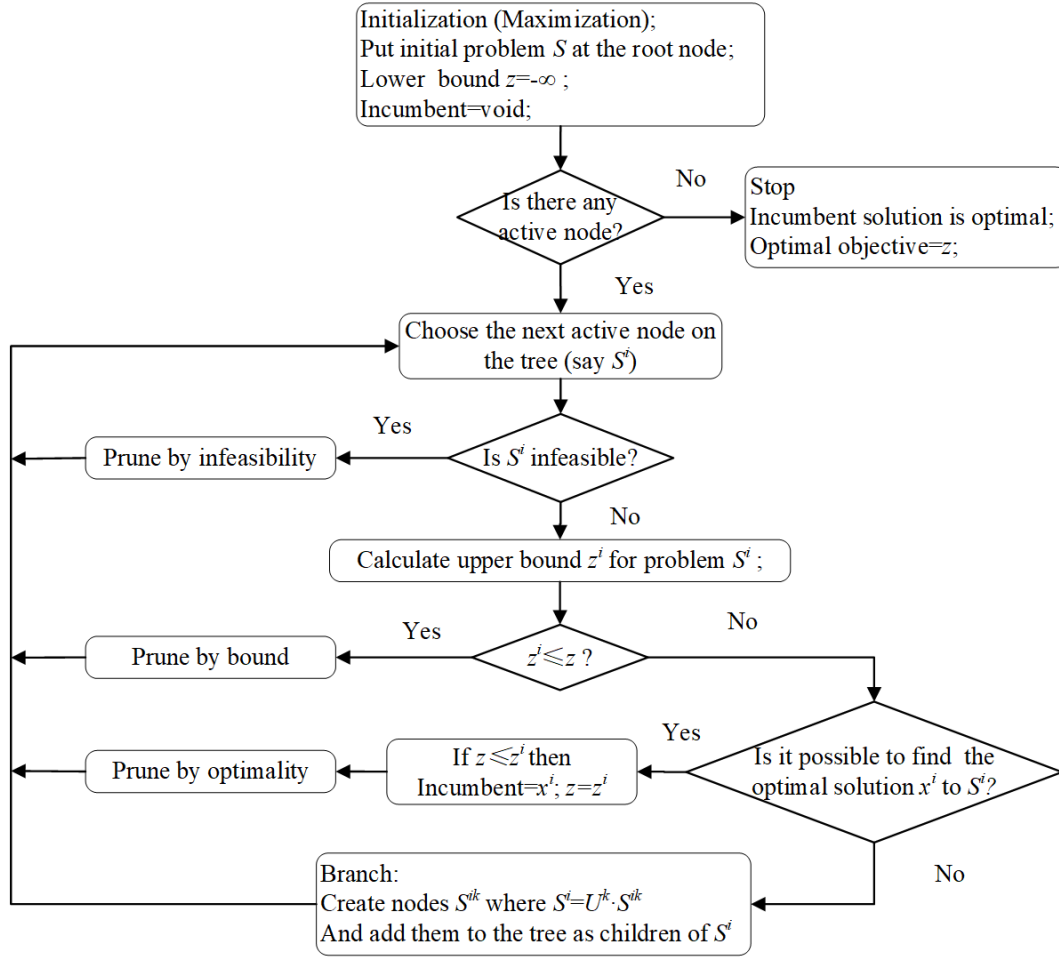 Initialization (Maximization);
Put initial problem S at the root node;
Lower bound z=-∞ ;
Incumbent=void;
Is there any
active node?
No
Stop
Incumbent solution is optimal;
Optimal objective=z;
Yes
Choose the next active node on
the tree (say Sⁱ)
Yes
Prune by infeasibility
Is Sⁱ infeasible?
No
Calculate upper bound zⁱ for problem Sⁱ ;
Yes
No
Prune by bound
zⁱ≤z ?
Yes
Prune by optimality
If z≤zⁱ then
Incumbent=xⁱ; z=zⁱ
Is it possible to find the
optimal solution xⁱ to Sⁱ?
No
Branch:
Create nodes Sⁱᵏ where Sⁱ=Uᵏ·Sⁱᵏ
And add them to the tree as children of Sⁱ